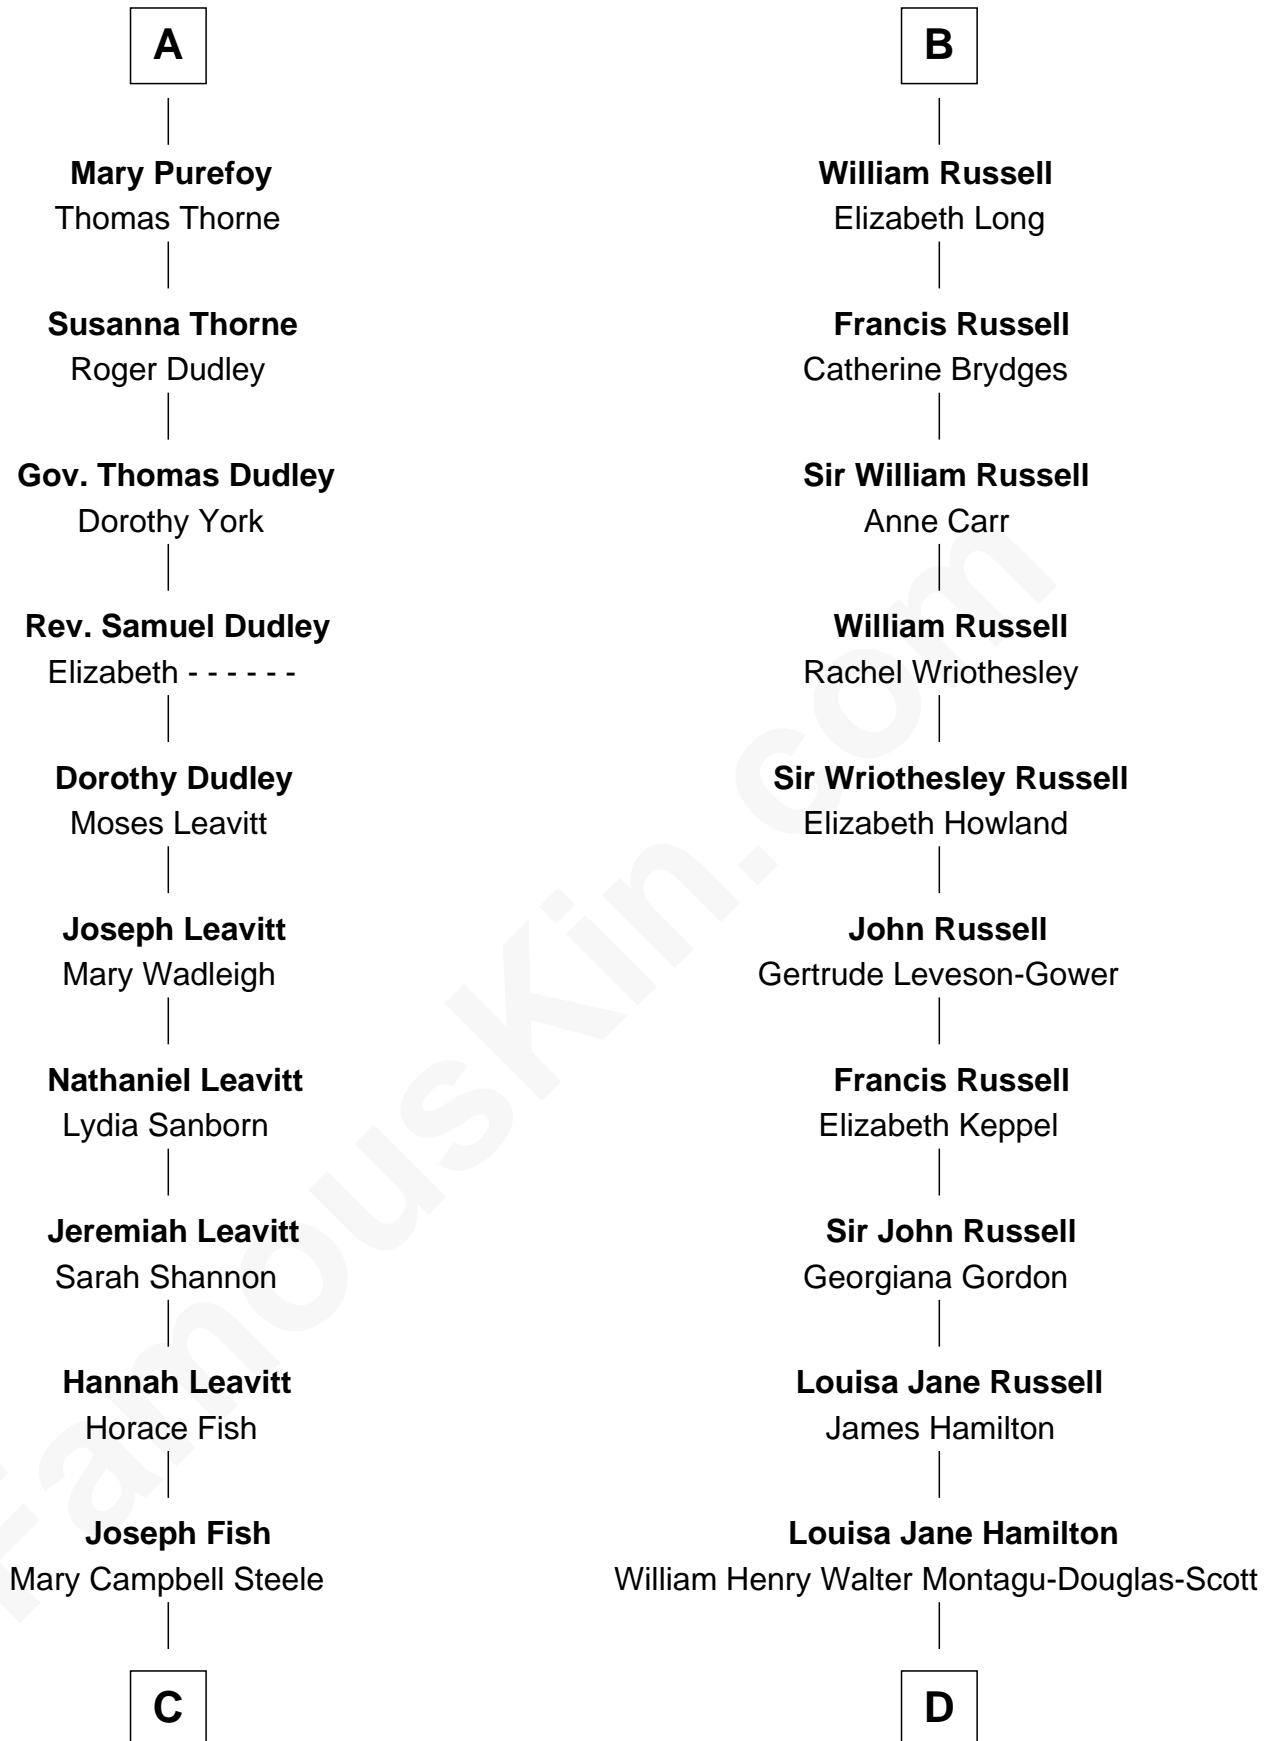 A
Mary Purefoy
Thomas Thorne
Susanna Thorne
Roger Dudley
Gov. Thomas Dudley
Dorothy York
Rev. Samuel Dudley
Elizabeth - - - - - -
Dorothy Dudley
Moses Leavitt
Joseph Leavitt
Mary Wadleigh
Nathaniel Leavitt
Lydia Sanborn
Jeremiah Leavitt
Sarah Shannon
Hannah Leavitt
Horace Fish
Joseph Fish
Mary Campbell Steele
C
B
William Russell
Elizabeth Long
Francis Russell
Catherine Brydges
Sir William Russell
Anne Carr
William Russell
Rachel Wriothesley
Sir Wriothesley Russell
Elizabeth Howland
John Russell
Gertrude Leveson-Gower
Francis Russell
Elizabeth Keppel
Sir John Russell
Georgiana Gordon
Louisa Jane Russell
James Hamilton
Louisa Jane Hamilton
William Henry Walter Montagu-Douglas-Scott
D
FamousKin.com